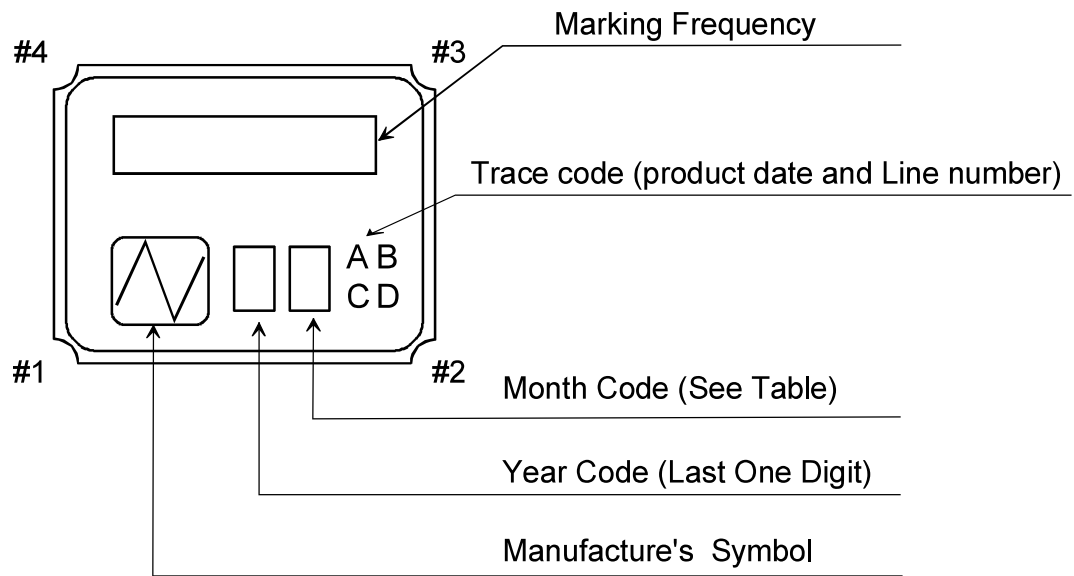 Marking Frequency
#4
#3
Trace code (product date and Line number)
A B
C D
#1
#2
Month Code (See Table)
Year Code (Last One Digit)
Manufacture's Symbol